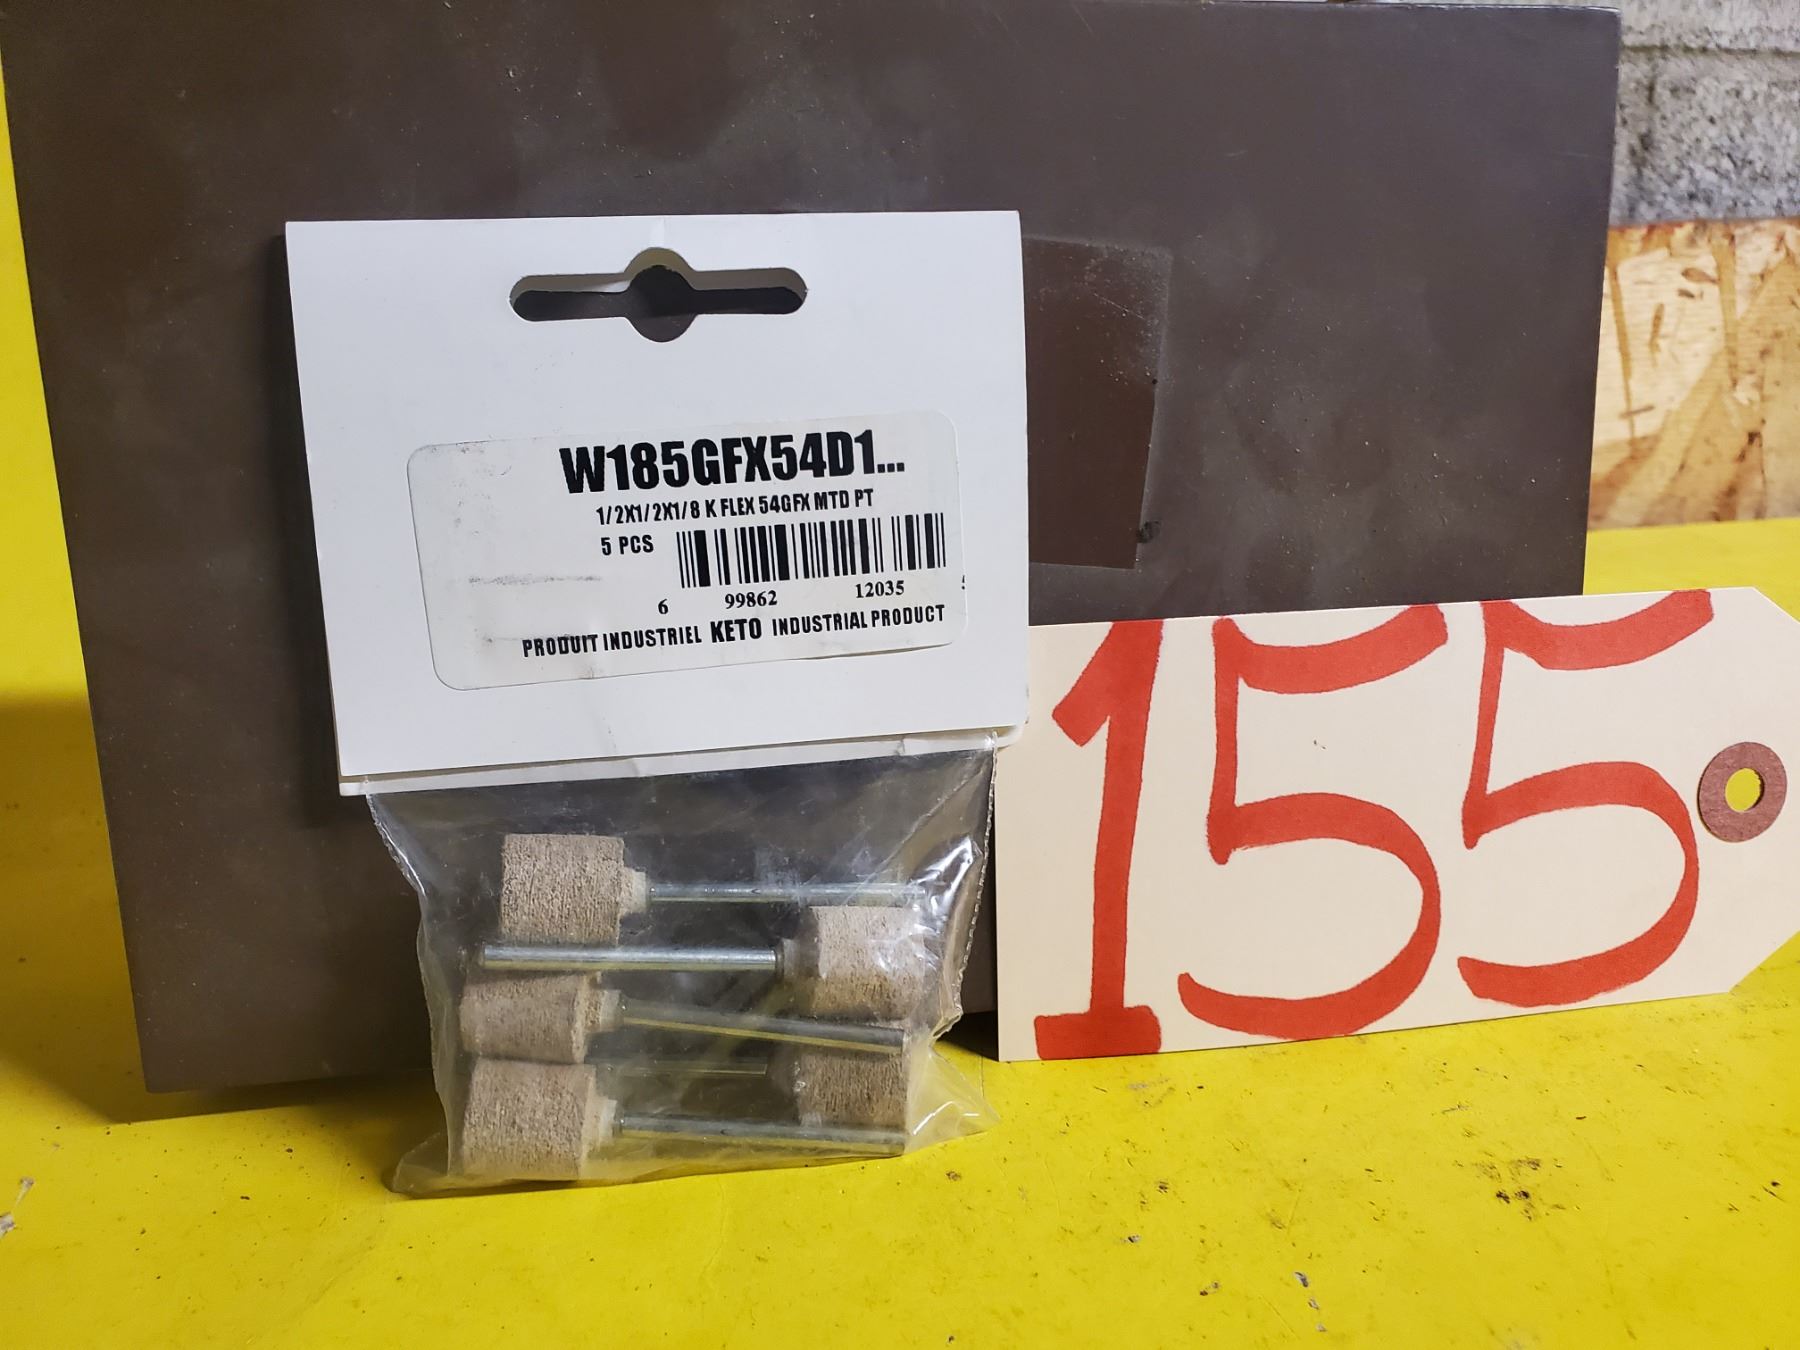 W185GFX54D1...
1/2X1/2X1/8 K FLEX 54GFX MTD PT
5 PCS
6 99862 12035
PRODUIT INDUSTRIEL KETO INDUSTRIAL PRODUCT
155